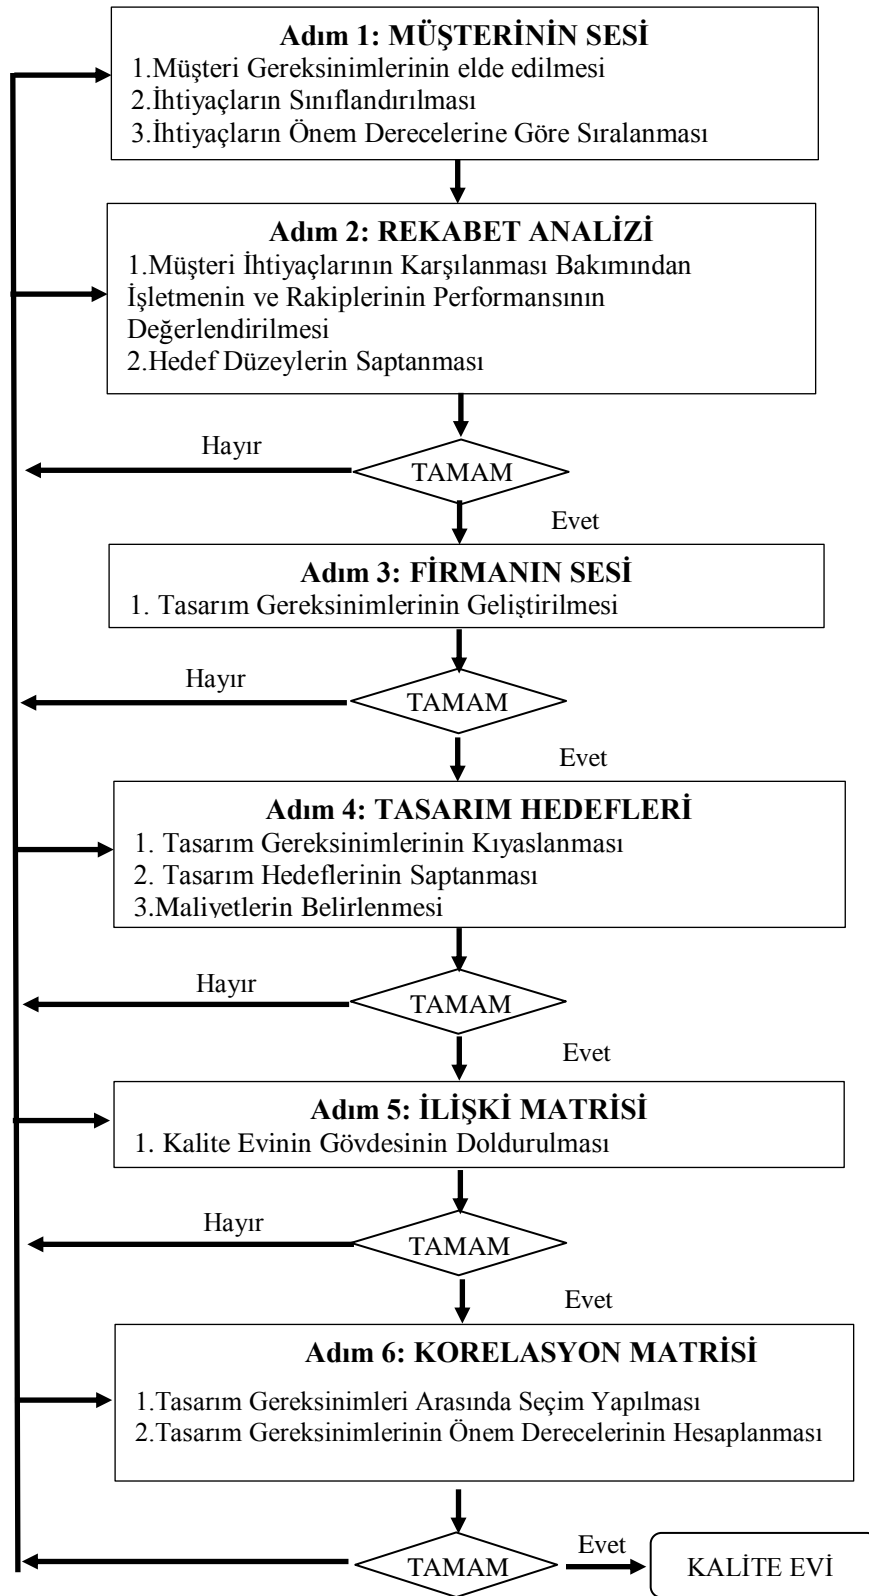 Adım 1: MÜŞTERİNİN SESİ
1.Müşteri Gereksinimlerinin elde edilmesi
2.İhtiyaçların Sınıflandırılması
3.İhtiyaçların Önem Derecelerine Göre Sıralanması
Adım 2: REKABET ANALİZİ
1.Müşteri İhtiyaçlarının Karşılanması Bakımından
İşletmenin ve Rakiplerinin Performansının
Değerlendirilmesi
2.Hedef Düzeylerin Saptanması
Hayır
TAMAM
Evet
Adım 3: FİRMANIN SESİ
1. Tasarım Gereksinimlerinin Geliştirilmesi
Hayır
TAMAM
Evet
Adım 4: TASARIM HEDEFLERİ
1. Tasarım Gereksinimlerinin Kıyaslanması
2. Tasarım Hedeflerinin Saptanması
3.Maliyetlerin Belirlenmesi
Hayır
TAMAM
Evet
Adım 5: İLİŞKİ MATRİSİ
1. Kalite Evinin Gövdesinin Doldurulması
Hayır
TAMAM
Evet
Adım 6: KORELASYON MATRİSİ
1.Tasarım Gereksinimleri Arasında Seçim Yapılması
2.Tasarım Gereksinimlerinin Önem Derecelerinin Hesaplanması
TAMAM
Evet
KALİTE EVİ